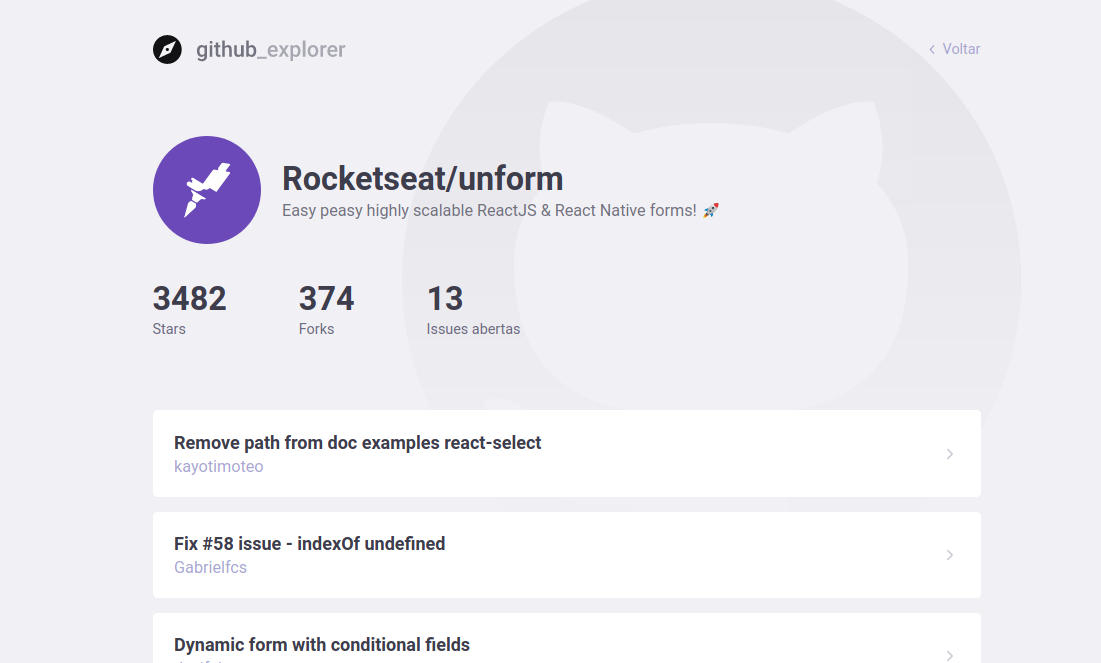 github_explorer
Voltar
Rocketseat/unform
Easy peasy highly scalable ReactJS & React Native forms! 🚀
3482
374
13
Stars
Forks
Issues abertas
Remove path from doc examples react-select
kayotimoteo
Fix #58 issue - indexOf undefined
Gabrielfcs
Dynamic form with conditional fields